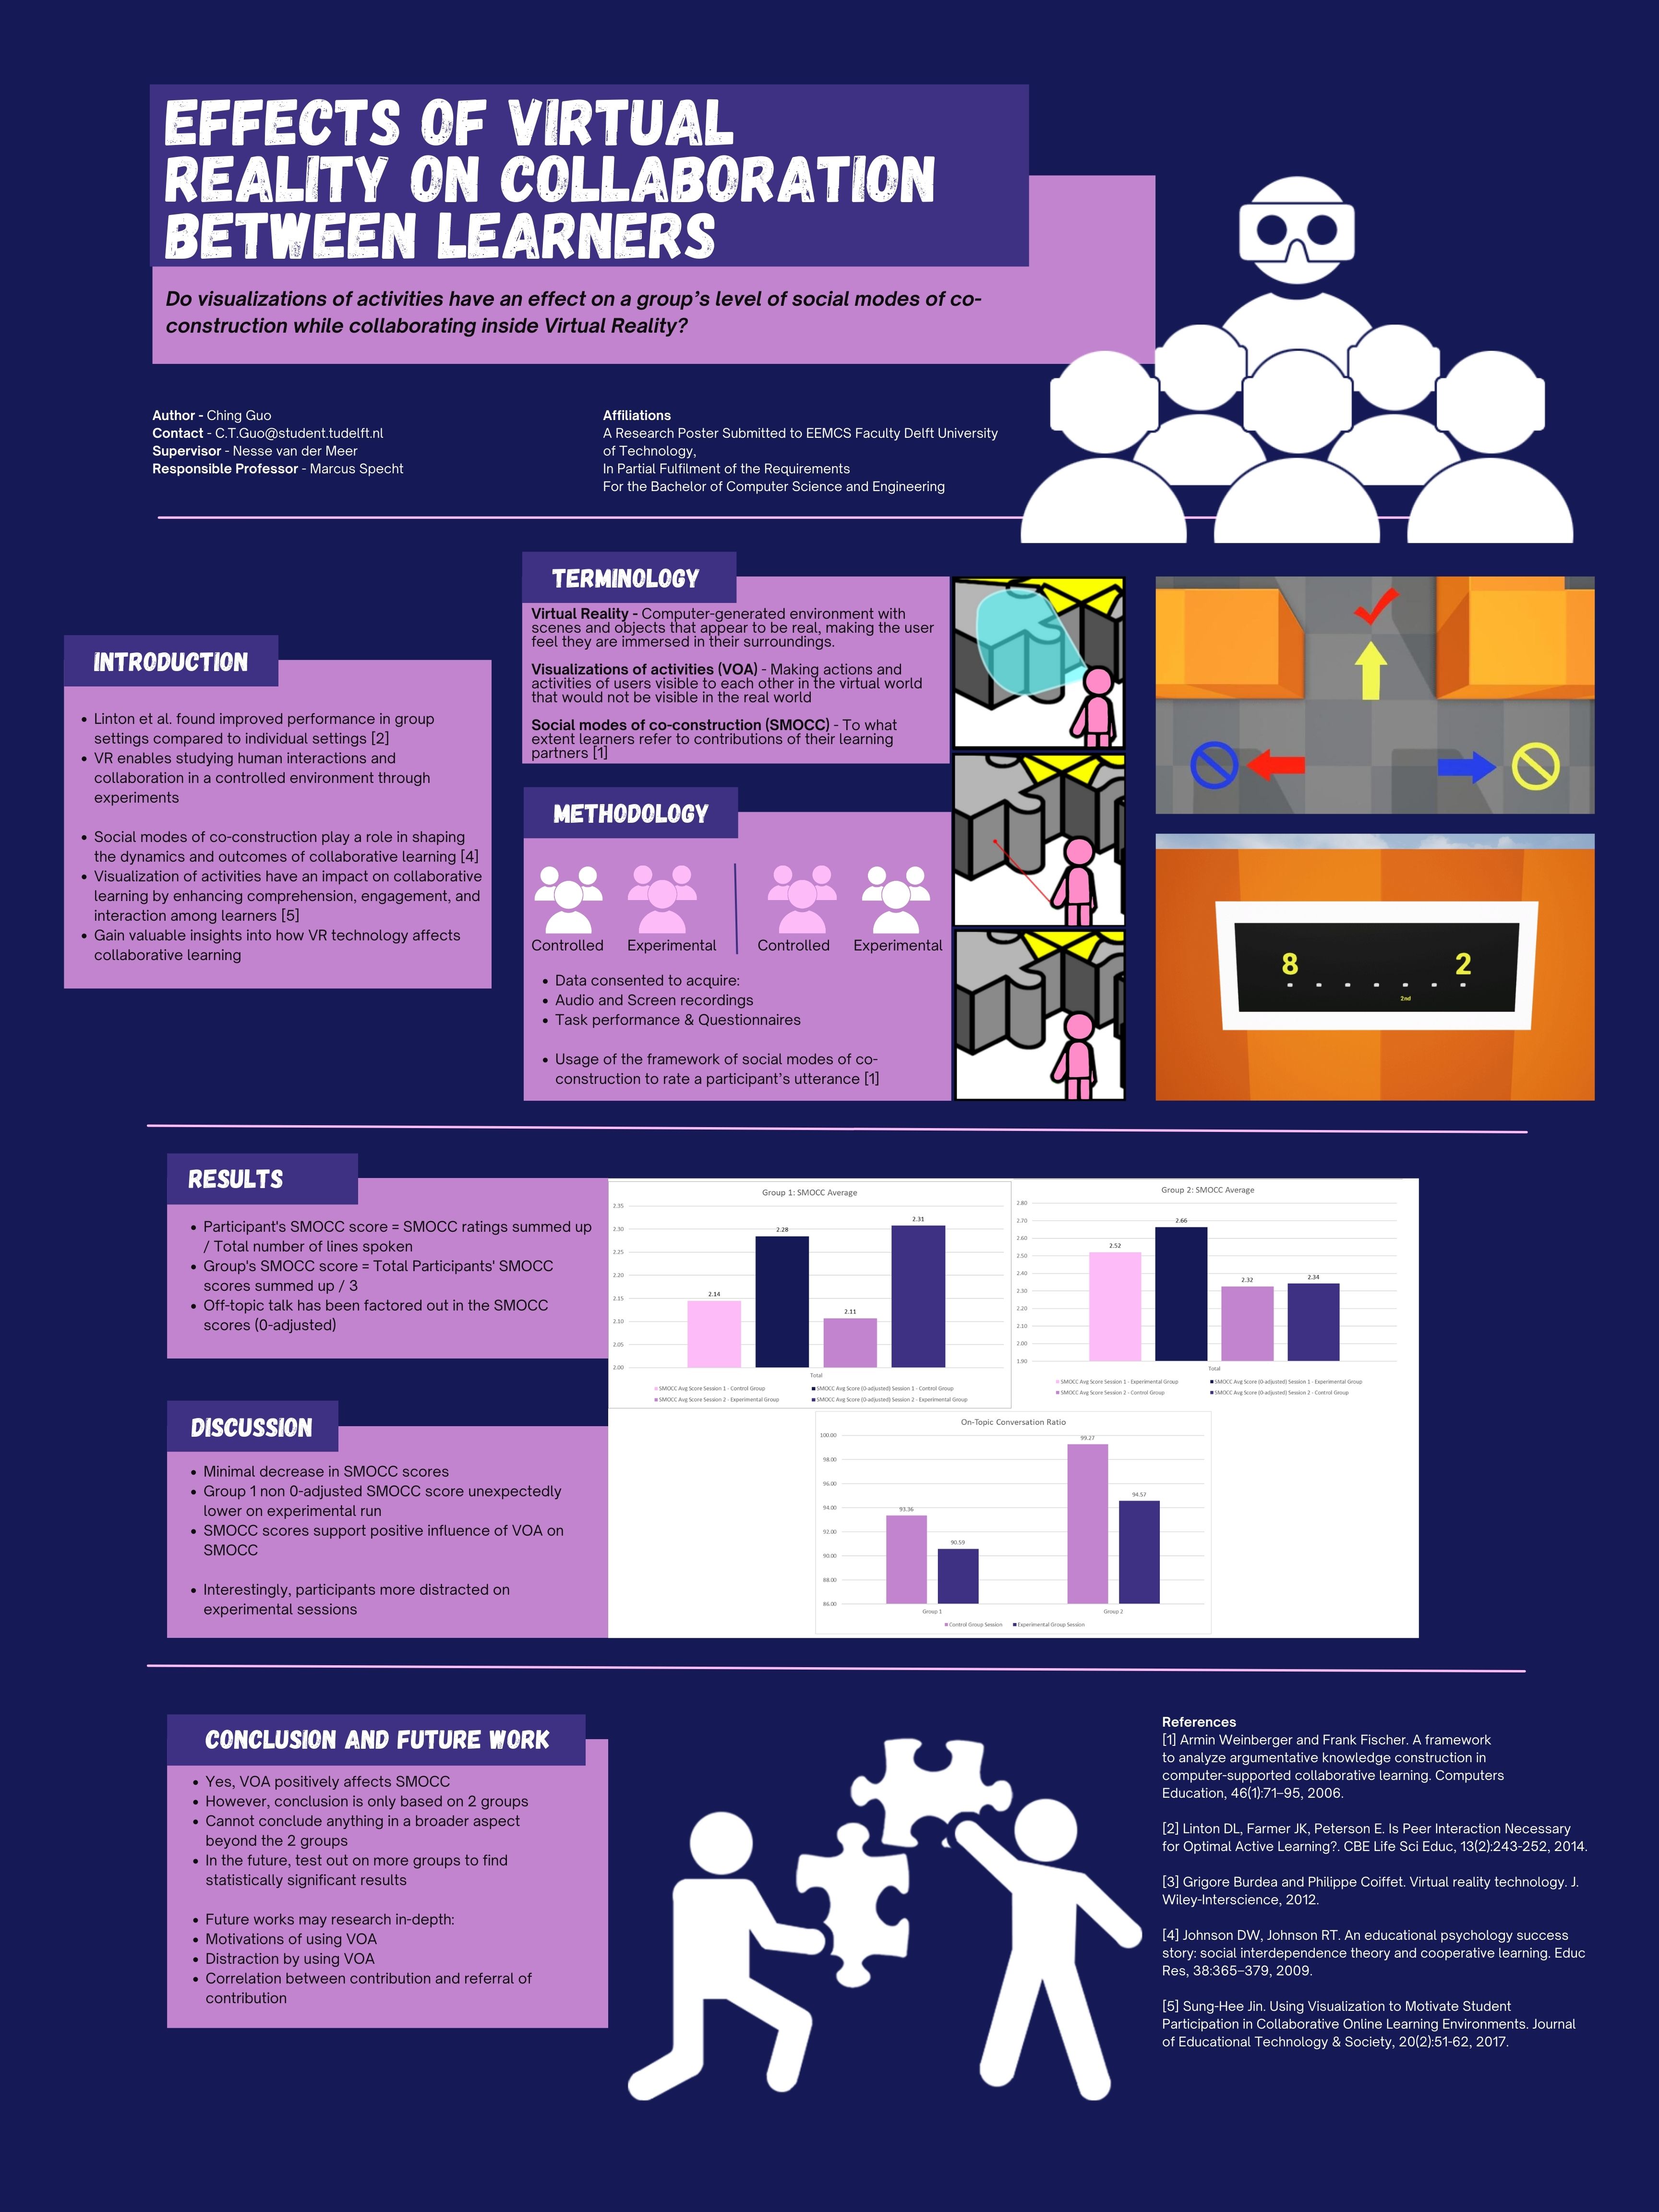 EFFECTS OF VIRTUAL
REALITY ON COLLABORATION
BETWEEN LEARNERS
Do visualizations of activities have an effect on a group's level of social modes of co-
construction while collaborating inside Virtual Reality?
Author - Ching Guo
Contact - C.T.Guo@student.tudelft.nl
Supervisor - Nesse van der Meer
Responsible Professor - Marcus Specht
Affiliations
A Research Poster Submitted to EEMCS Faculty Delft University
of Technology,
In Partial Fulfilment of the Requirements
For the Bachelor of Computer Science and Engineering
INTRODUCTION
• Linton et al. found improved performance in group
settings compared to individual settings [2]
• VR enables studying human interactions and
collaboration in a controlled environment through
experiments
• Social modes of co-construction play a role in shaping
the dynamics and outcomes of collaborative learning [4]
• Visualization of activities have an impact on collaborative
learning by enhancing comprehension, engagement, and
interaction among learners [5]
• Gain valuable insights into how VR technology affects
collaborative learning
TERMINOLOGY
Virtual Reality - Computer-generated environment with
scenes and objects that appear to be real, making the user
feel they are immersed in their surroundings.
Visualizations of activities (VOA) - Making actions and
activities of users visible to each other in the virtual world
that would not be visible in the real world
Social modes of co-construction (SMOCC) - To what
extent learners refer to contributions of their learning
partners [1]
METHODOLOGY
Controlled Experimental Controlled Experimental
• Data consented to acquire:
• Audio and Screen recordings
• Task performance & Questionnaires
• Usage of the framework of social modes of co-
construction to rate a participant's utterance [1]
8 2
2nd
RESULTS
• Participant's SMOCC score = SMOCC ratings summed up
/ Total number of lines spoken
• Group's SMOCC score = Total Participants' SMOCC
scores summed up / 3
• Off-topic talk has been factored out in the SMOCC
scores (0-adjusted)
Group 1: SMOCC Average
2.35
2.30
2.25
2.20
2.15
2.10
2.05
2.00
2.14
2.28
2.11
2.31
Total
SMOCC Avg Score Session 1 - Control Group
SMOCC Avg Score (0-adjusted) Session 1 - Control Group
SMOCC Avg Score Session 2 - Experimental Group
SMOCC Avg Score (0-adjusted) Session 2 - Experimental Group
Group 2: SMOCC Average
2.80
2.70
2.60
2.50
2.40
2.30
2.20
2.10
2.00
1.90
2.52
2.66
2.32
2.34
Total
SMOCC Avg Score Session 1 - Experimental Group
SMOCC Avg Score (0-adjusted) Session 1 - Experimental Group
SMOCC Avg Score Session 2 - Control Group
SMOCC Avg Score (0-adjusted) Session 2 - Control Group
On-Topic Conversation Ratio
100.00
98.00
96.00
94.00
92.00
90.00
88.00
86.00
93.36
90.59
99.27
94.57
Group 1
Group 2
Control Group Session
Experimental Group Session
DISCUSSION
• Minimal decrease in SMOCC scores
• Group 1 non 0-adjusted SMOCC score unexpectedly
lower on experimental run
• SMOCC scores support positive influence of VOA on
SMOCC
• Interestingly, participants more distracted on
experimental sessions
CONCLUSION AND FUTURE WORK
• Yes, VOA positively affects SMOCC
• However, conclusion is only based on 2 groups
• Cannot conclude anything in a broader aspect
beyond the 2 groups
• In the future, test out on more groups to find
statistically significant results
• Future works may research in-depth:
• Motivations of using VOA
• Distraction by using VOA
• Correlation between contribution and referral of
contribution
References
[1] Armin Weinberger and Frank Fischer. A framework
to analyze argumentative knowledge construction in
computer-supported collaborative learning. Computers
Education, 46(1):71–95, 2006.
[2] Linton DL, Farmer JK, Peterson E. Is Peer Interaction Necessary
for Optimal Active Learning?. CBE Life Sci Educ, 13(2):243-252, 2014.
[3] Grigore Burdea and Philippe Coiffet. Virtual reality technology. J.
Wiley-Interscience, 2012.
[4] Johnson DW, Johnson RT. An educational psychology success
story: social interdependence theory and cooperative learning. Educ
Res, 38:365–379, 2009.
[5] Sung-Hee Jin. Using Visualization to Motivate Student
Participation in Collaborative Online Learning Environments. Journal
of Educational Technology & Society, 20(2):51-62, 2017.